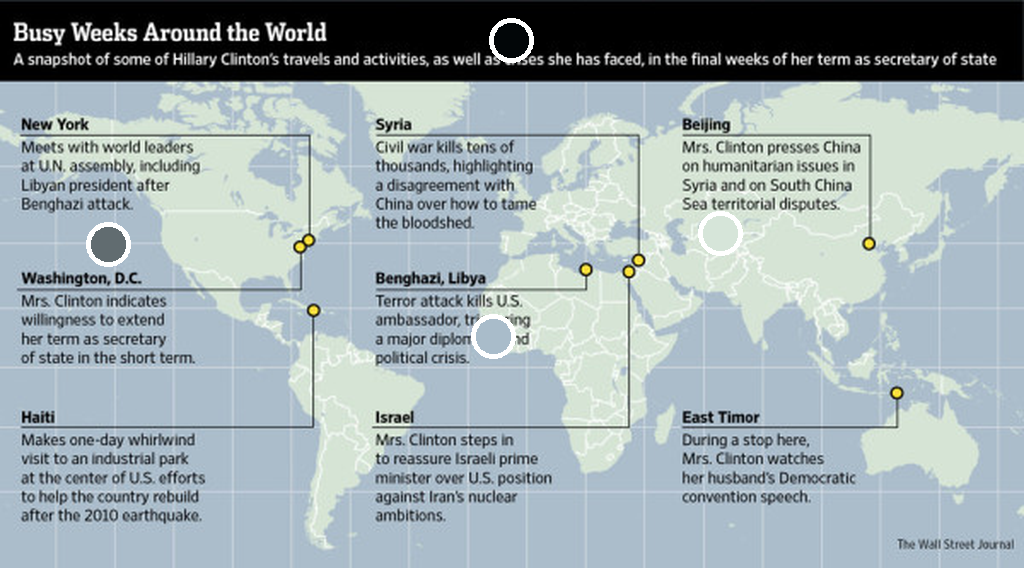 Busy Weeks Around the World
A snapshot of some of Hillary Clinton's travels and activities, as well as she has faced, in the final weeks of her term as secretary of state
New York
Meets with world leaders
at U.N. assembly, including
Libyan president after
Benghazi attack.
Syria
Civil war kills tens of
thousands, highlighting
a disagreement with
China over how to tame
the bloodshed.
Beijing
Mrs. Clinton presses China
on humanitarian issues in
Syria and on South China
Sea territorial disputes.
Washington, D.C.
Mrs. Clinton indicates
willingness to extend
her term as secretary
of state in the short term.
Benghazi, Libya
Terror attack kills U.S.
ambassador,
a major
political crisis.
Haiti
Makes one-day whirlwind
visit to an industrial park
at the center of U.S. efforts
to help the country rebuild
after the 2010 earthquake.
Israel
Mrs. Clinton steps in
to reassure Israeli prime
minister over U.S. position
against Iran's nuclear
ambitions.
East Timor
During a stop here,
Mrs. Clinton watches
her husband's Democratic
convention speech.
The Wall Street Journal